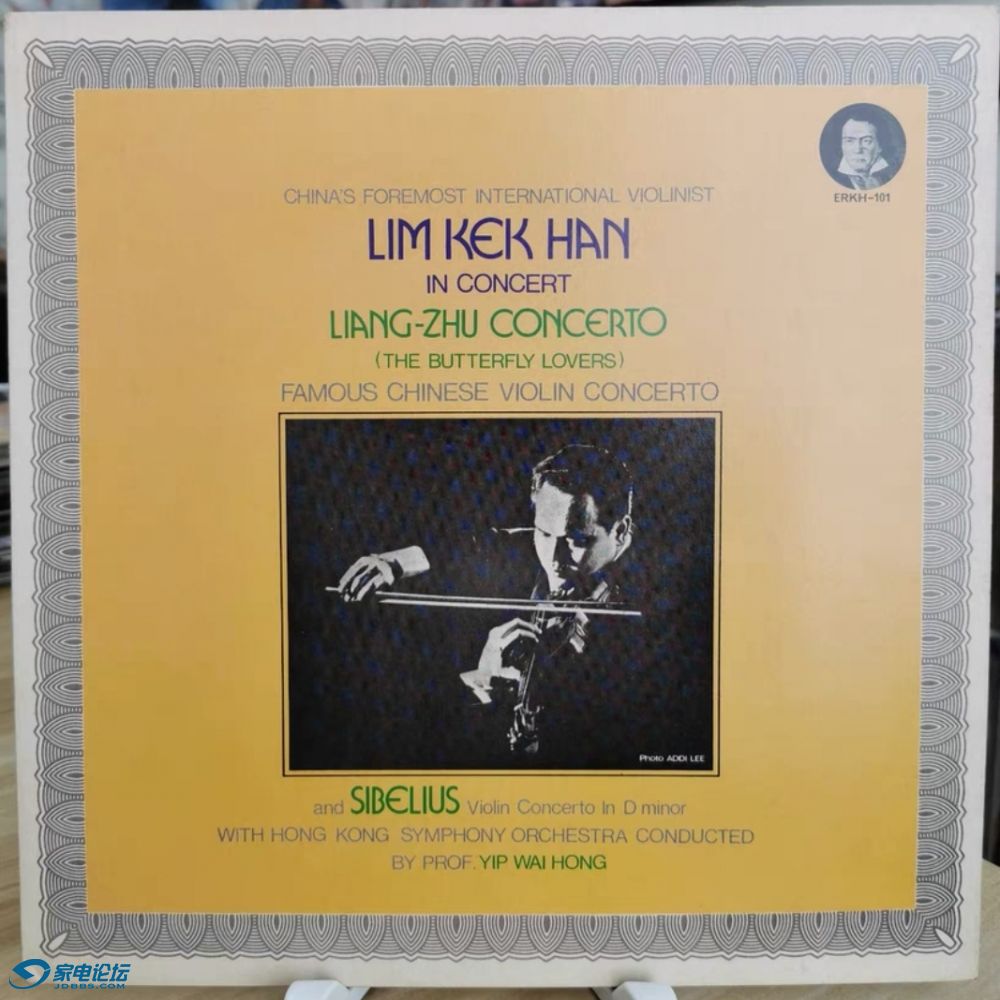 ERKH-101
CHINA'S FOREMOST INTERNATIONAL VIOLINIST
LIM KEK HAN
IN CONCERT
LIANG-ZHU CONCERTO
(THE BUTTERFLY LOVERS)
FAMOUS CHINESE VIOLIN CONCERTO
Photo ADDI LEE
and SIBELIUS Violin Concerto In D minor
WITH HONG KONG SYMPHONY ORCHESTRA CONDUCTED
BY PROF. YIP WAI HONG
家电论坛
JDBBS.COM